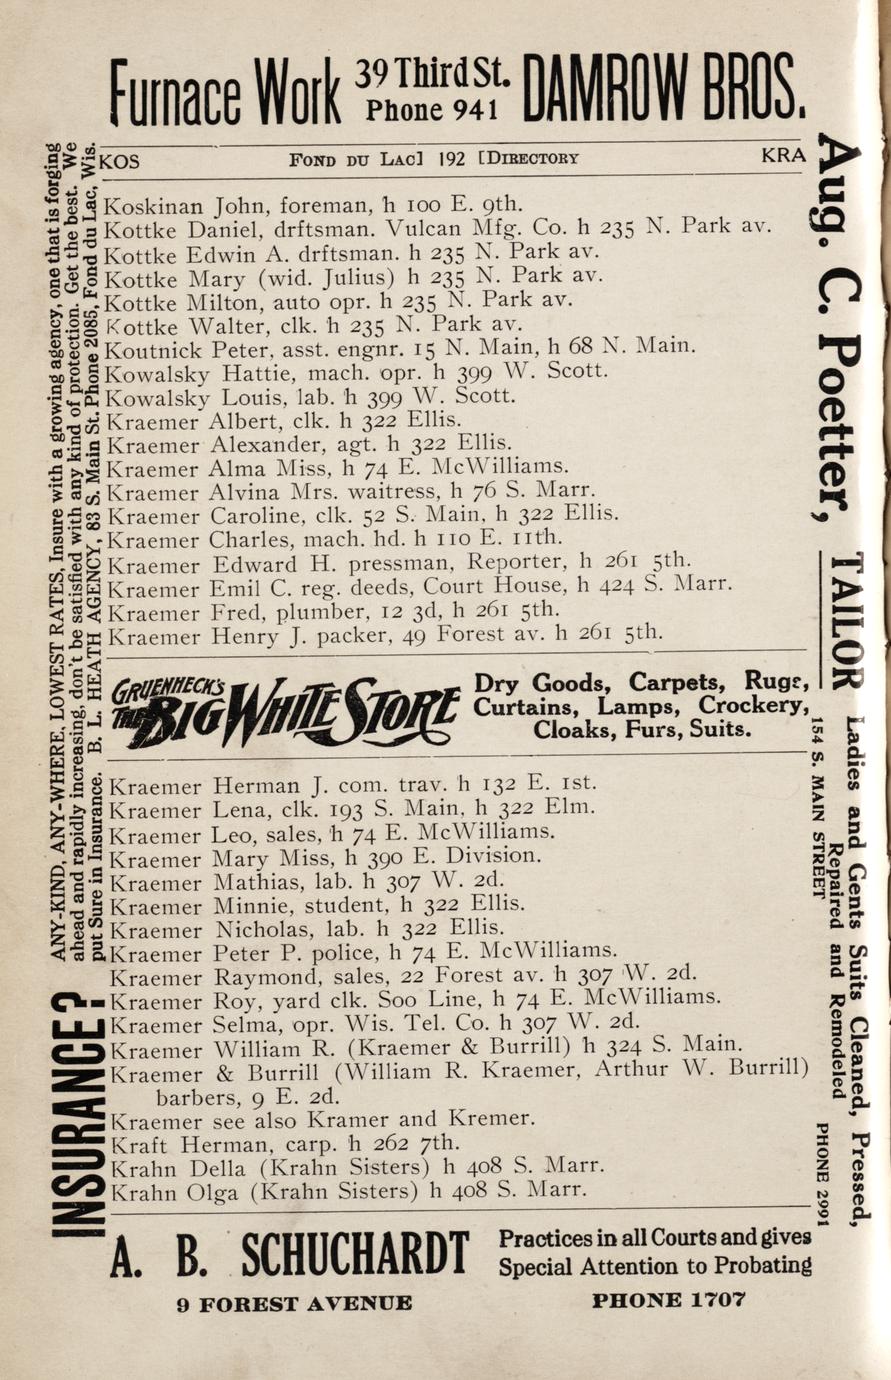 Furnace Work 39 Third St. Phone 941 DAMROW BROS.
KOS FOND DU LAC] 192 [DIRECTORY KRA
Koskinan John, foreman, h 100 E. 9th.
Kottke Daniel, drftsman. Vulcan Mfg. Co. h 235 N. Park av.
Kottke Edwin A. drftsman. h 235 N. Park av.
Kottke Mary (wid. Julius) h 235 N. Park av.
Kottke Milton, auto opr. h 235 N. Park av.
Kottke Walter, clk. h 235 N. Park av.
Koutnick Peter, asst. engnr. 15 N. Main, h 68 N. Main.
Kowalsky Hattie, mach. opr. h 399 W. Scott.
Kowalsky Louis, lab. h 399 W. Scott.
Kraemer Albert, clk. h 322 Ellis.
Kraemer Alexander, agt. h 322 Ellis.
Kraemer Alma Miss, h 74 E. McWilliams.
Kraemer Alvina Mrs. waitress, h 76 S. Marr.
Kraemer Caroline, clk. 52 S. Main, h 322 Ellis.
Kraemer Charles, mach. hd. h 110 E. 11th.
Kraemer Edward H. pressman, Reporter, h 261 5th.
Kraemer Emil C. reg. deeds, Court House, h 424 S. Marr.
Kraemer Fred, plumber, 12 3d, h 261 5th.
Kraemer Henry J. packer, 49 Forest av. h 261 5th.
GRUENHECK'S THE BIG WHITE STORE
Dry Goods, Carpets, Rugs,
Curtains, Lamps, Crockery,
Cloaks, Furs, Suits.
Kraemer Herman J. com. trav. h 132 E. 1st.
Kraemer Lena, clk. 193 S. Main, h 322 Elm.
Kraemer Leo, sales, h 74 E. McWilliams.
Kraemer Mary Miss, h 390 E. Division.
Kraemer Mathias, lab. h 307 W. 2d.
Kraemer Minnie, student, h 322 Ellis.
Kraemer Nicholas, lab. h 322 Ellis.
Kraemer Peter P. police, h 74 E. McWilliams.
Kraemer Raymond, sales, 22 Forest av. h 307 W. 2d.
Kraemer Roy, yard clk. Soo Line, h 74 E. McWilliams.
Kraemer Selma, opr. Wis. Tel. Co. h 307 W. 2d.
Kraemer William R. (Kraemer & Burrill) h 324 S. Main.
Kraemer & Burrill (William R. Kraemer, Arthur W. Burrill)
barbers, 9 E. 2d.
Kraemer see also Kramer and Kremer.
Kraft Herman, carp. h 262 7th.
Krahn Della (Krahn Sisters) h 408 S. Marr.
Krahn Olga (Krahn Sisters) h 408 S. Marr.
A. B. SCHUCHARDT
9 FOREST AVENUE
Practices in all Courts and gives
Special Attention to Probating
PHONE 1707
INSURANCE?
ANY-KIND, ANY-WHERE, LOWEST RATES, Insure with a growing agency, one that is forging
ahead and rapidly increasing, don't be satisfied with any kind of protection. Get the best. We
put Sure in Insurance. B. L. HEATH AGENCY, 83 S. Main St. Phone 2085, Fond du Lac, Wis.
Aug. C. Poetter, TAILOR
Ladies and Gents Suits Cleaned, Pressed,
Repaired and Remodeled
154 S. MAIN STREET PHONE 2991